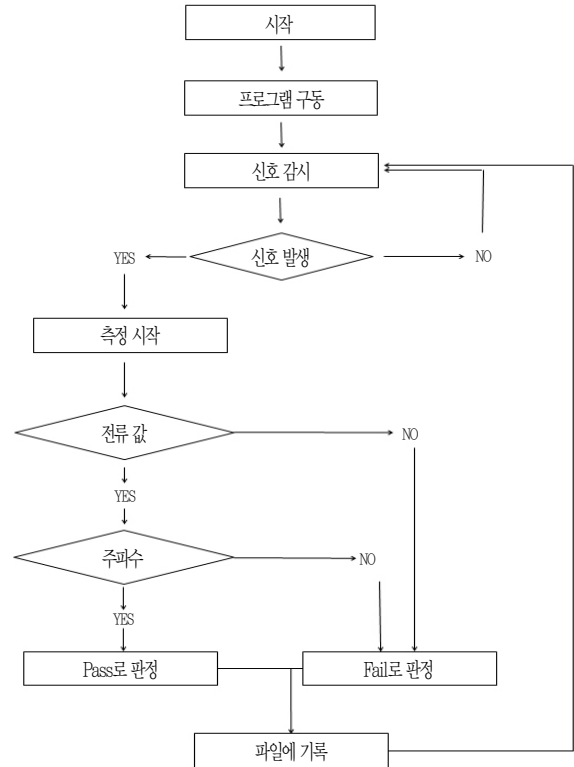 시작
프로그램 구동
신호 감시
YES
신호 발생
NO
측정 시작
전류 값
NO
YES
주파수
NO
YES
Pass로 판정
Fail로 판정
파일에 기록